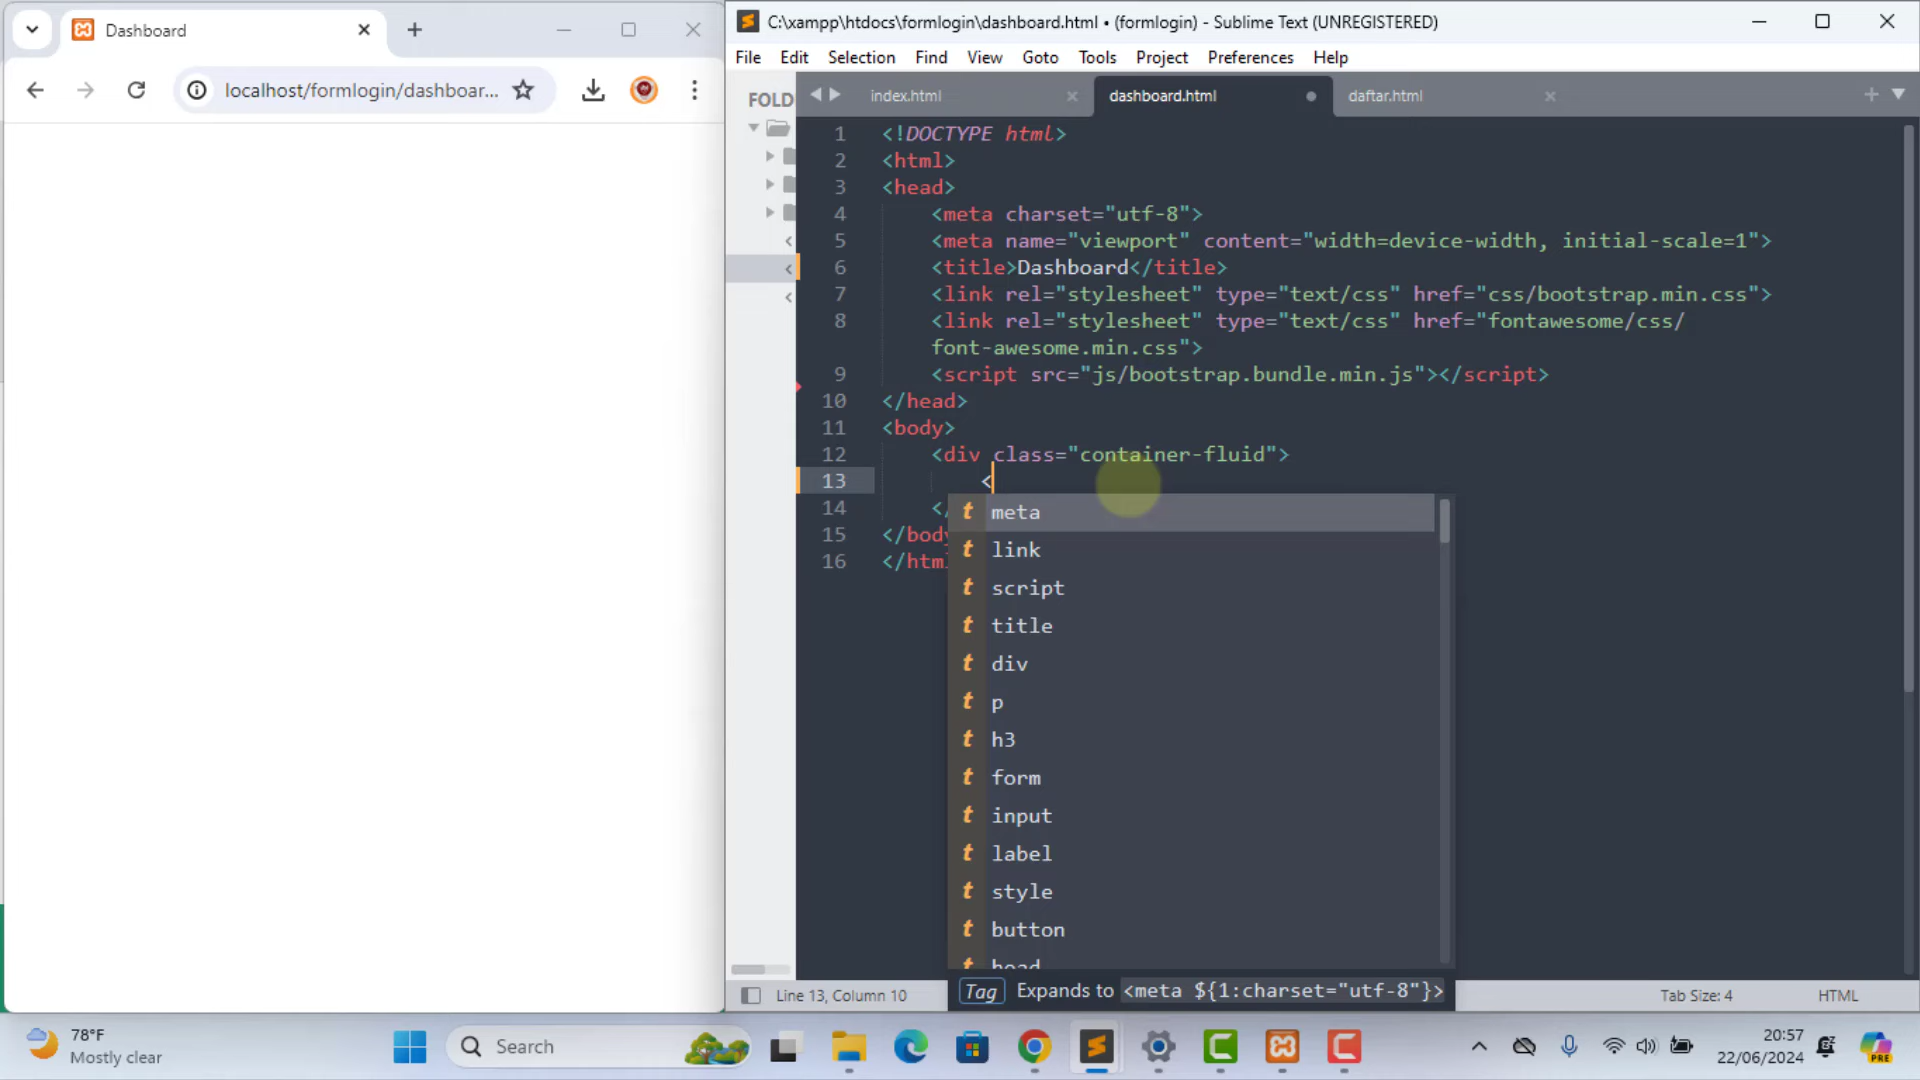 Dashboard
localhost/formlogin/dashboar...
C:\xampp\htdocs\formlogin\dashboard.html • (formlogin) - Sublime Text (UNREGISTERED)
File Edit Selection Find View Goto Tools Project Preferences Help
FOLD
index.html
dashboard.html
daftar.html
1 <!DOCTYPE html>
2 <html>
3 <head>
4 <meta charset="utf-8">
5 <meta name="viewport" content="width=device-width, initial-scale=1">
6 <title>Dashboard</title>
7 <link rel="stylesheet" type="text/css" href="css/bootstrap.min.css">
8 <link rel="stylesheet" type="text/css" href="fontawesome/css/
font-awesome.min.css">
9 <script src="js/bootstrap.bundle.min.js"></script>
10 </head>
11 <body>
12 <div class="container-fluid">
13 <
14 </
15 </body
16 </html
t meta
t link
t script
t title
t div
t p
t h3
t form
t input
t label
t style
t button
t head
Tag Expands to <meta ${1:charset="utf-8"}>
Line 13, Column 10
Tab Size: 4
HTML
78°F
Mostly clear
Search
20:57
22/06/2024
PRE